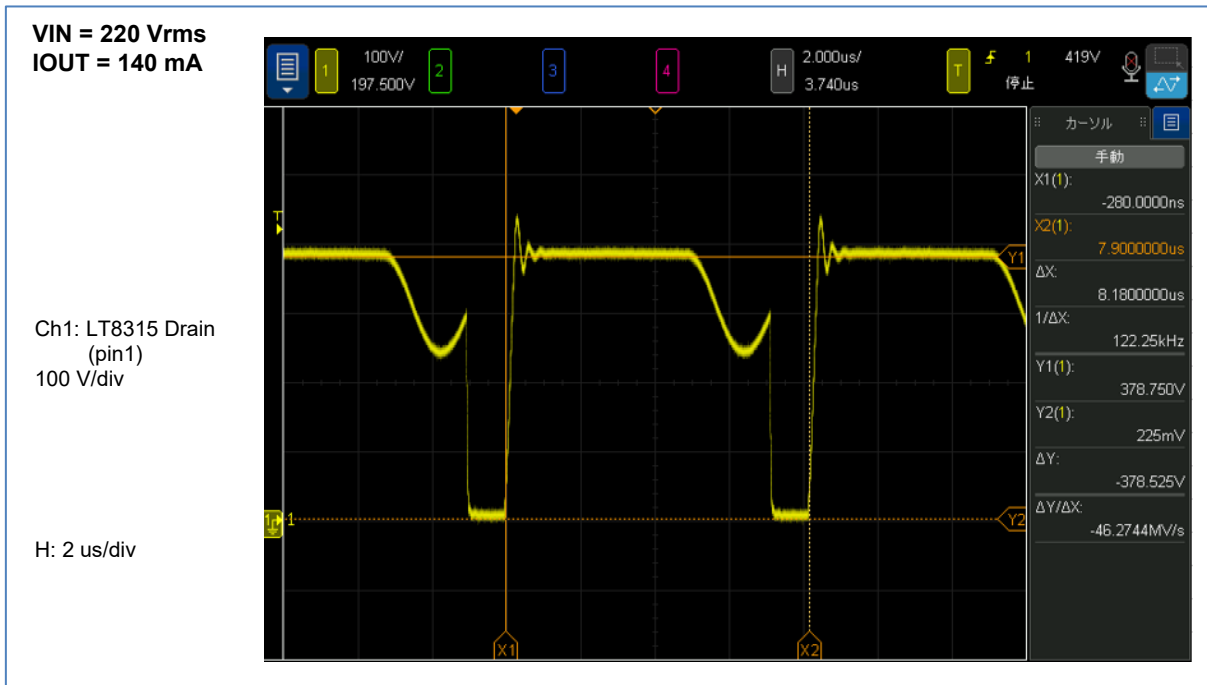 VIN = 220 Vrms
IOUT = 140 mA
1
100V/
197.500V
2
3
4
H
2.000us/
3.740us
T
1
419V
停止
T
カーソル
手動
X1(1):
-280.0000ns
X2(1):
7.9000000us
ΔX:
8.1800000us
1/ΔX:
122.25kHz
Y1(1):
378.750V
Y2(1):
225mV
ΔY:
-378.525V
ΔY/ΔX:
-46.2744MV/s
Y1
Ch1: LT8315 Drain
(pin1)
100 V/div
1
Y2
H: 2 us/div
X1
X2